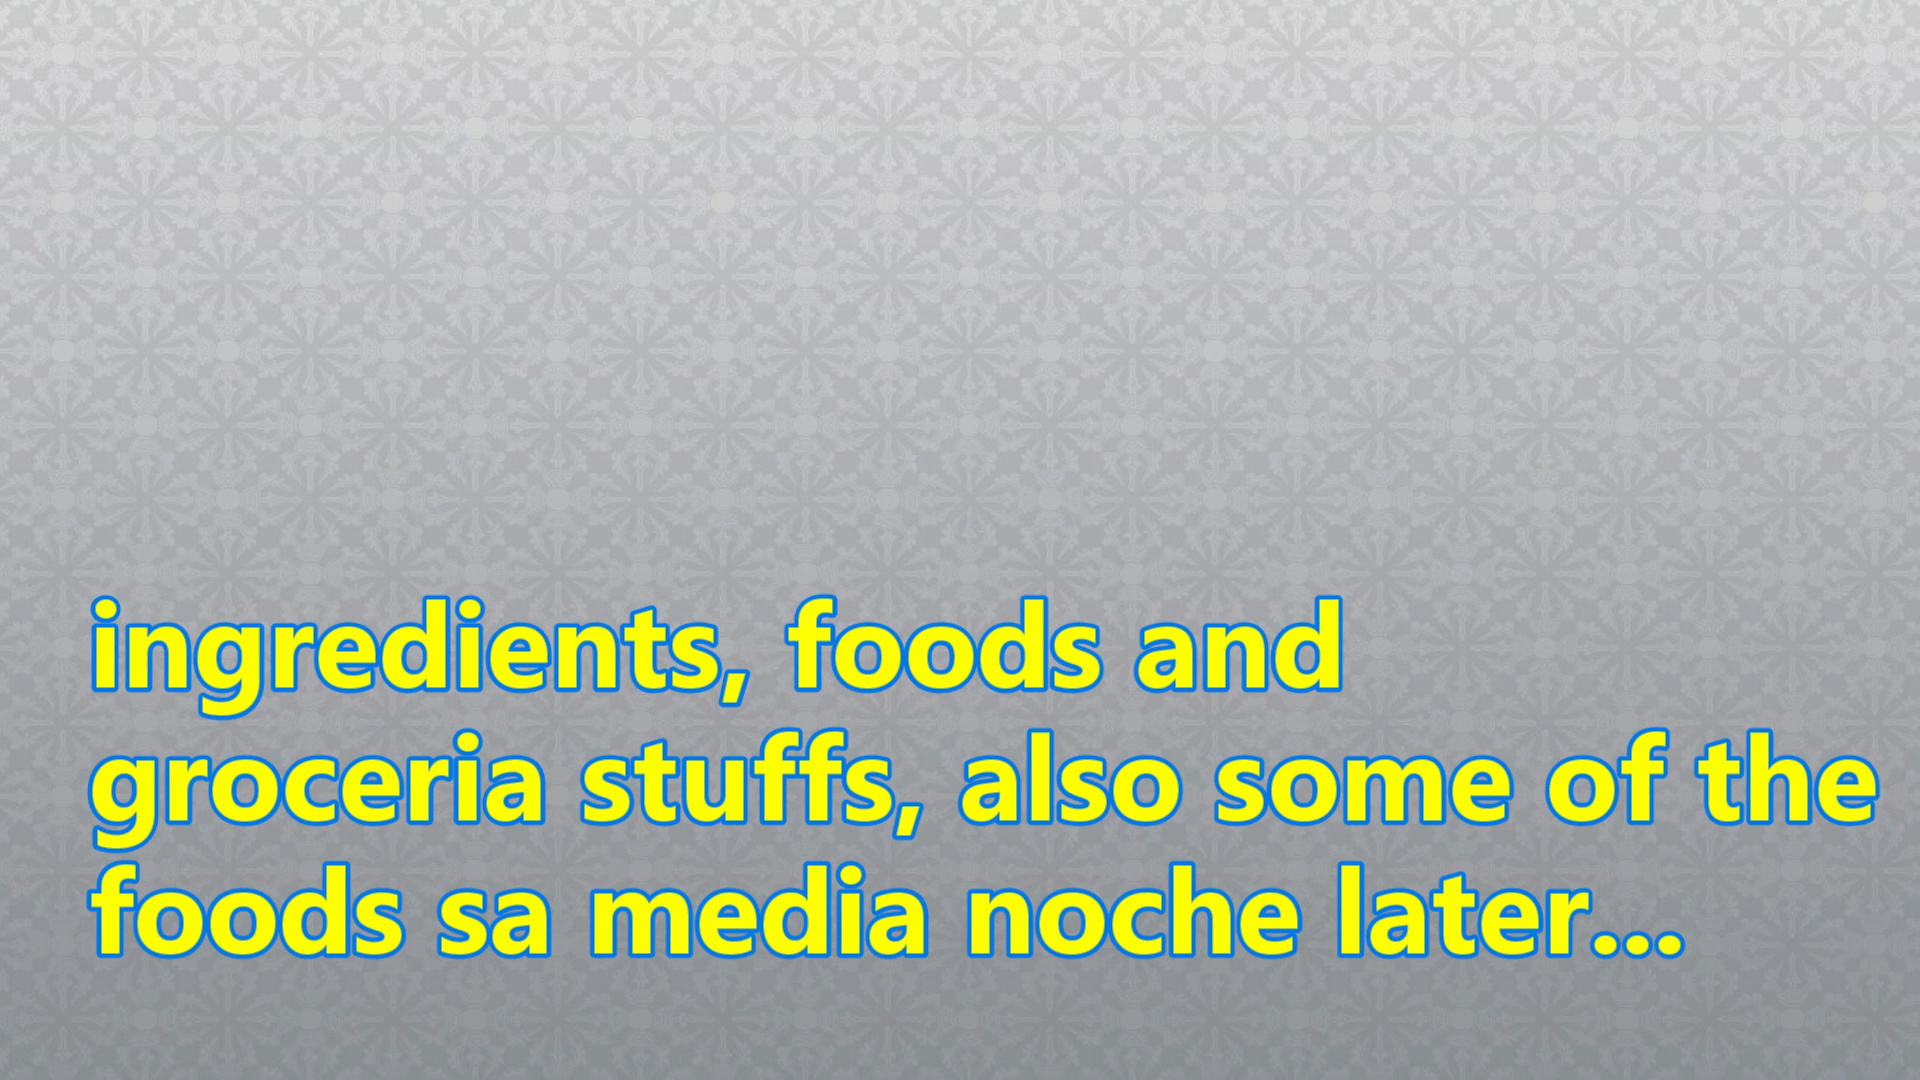 ingredients, foods and
groceria stuffs, also some of the
foods sa media noche later...